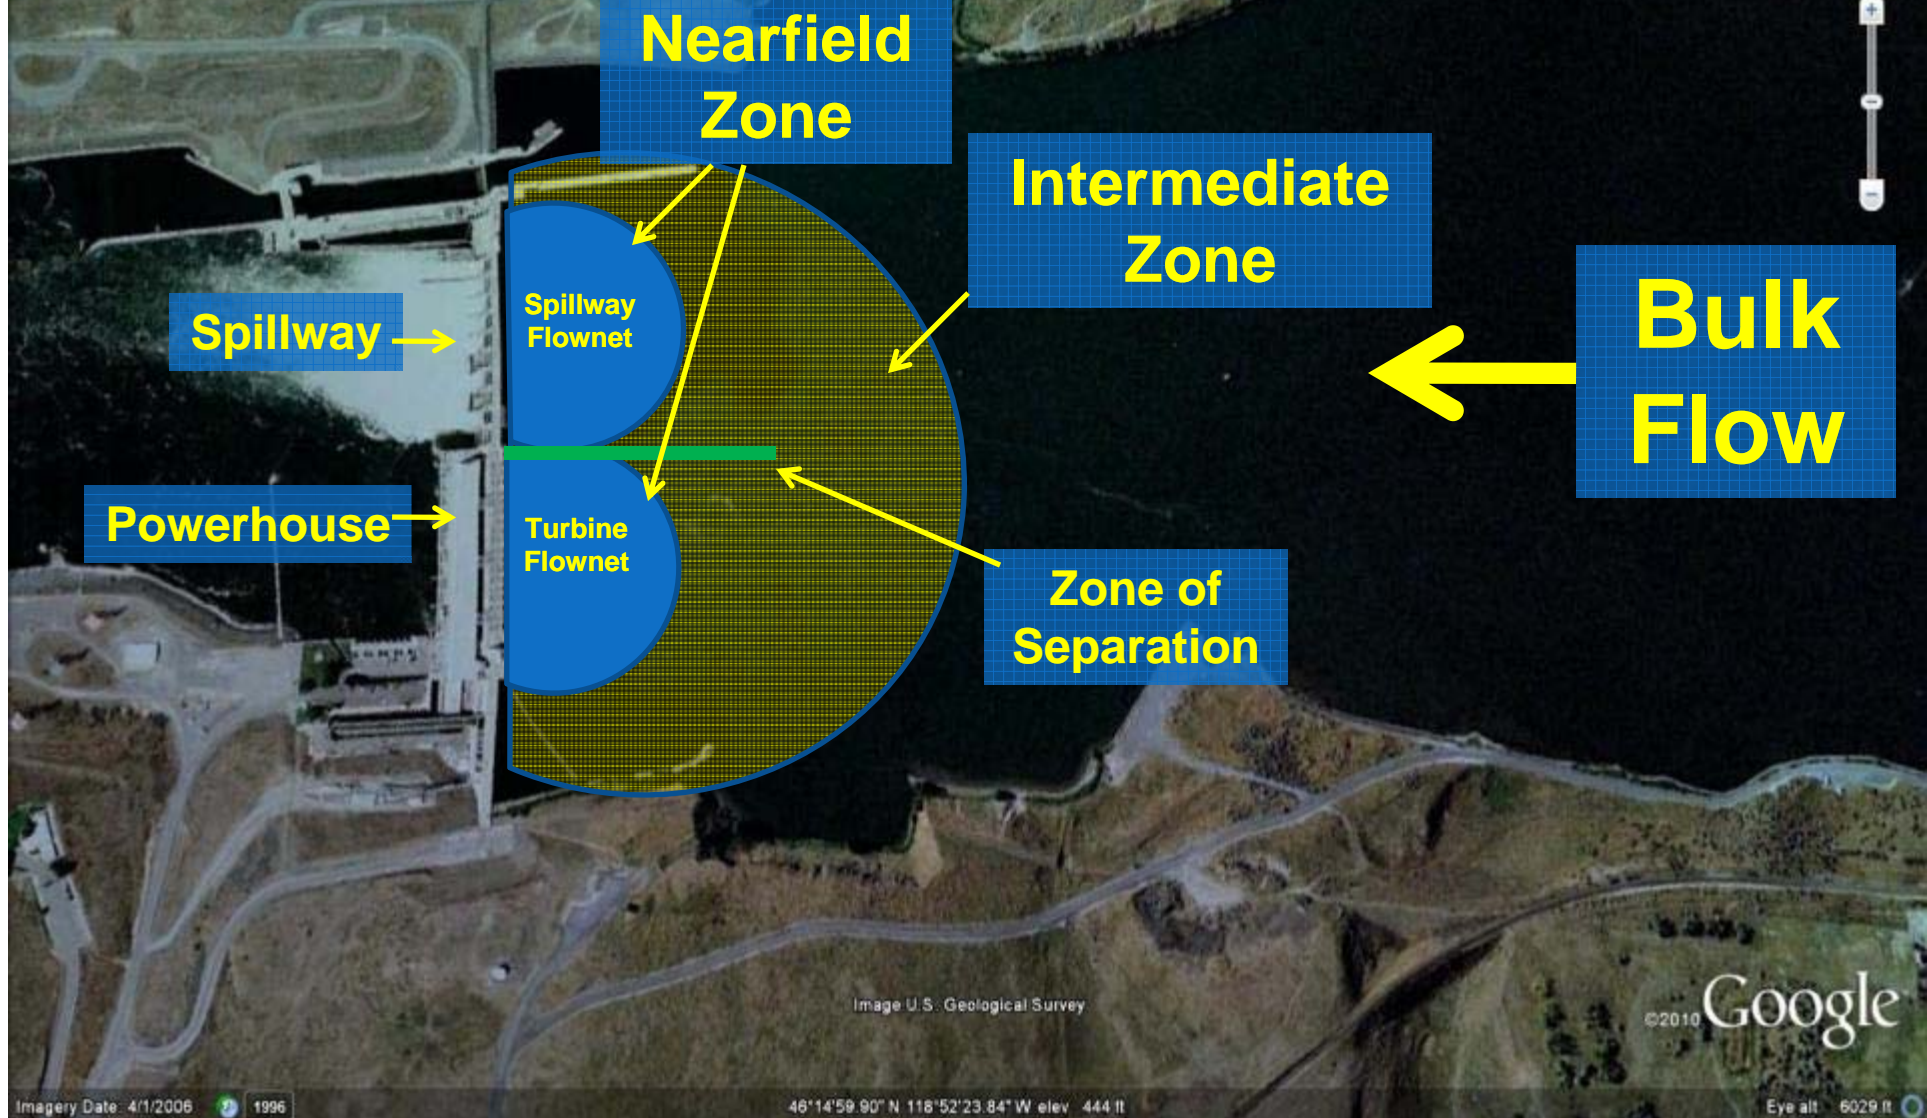 Nearfield
Zone
Intermediate
Zone
Bulk
Flow
Spillway
Spillway
Flownet
Powerhouse
Turbine
Flownet
Zone of
Separation
Image U.S. Geological Survey
©2010 Google
Imagery Date: 4/1/2006
1996
46°14'59.90" N 118°52'23.84" W elev 444 ft
Eye alt 6029 ft